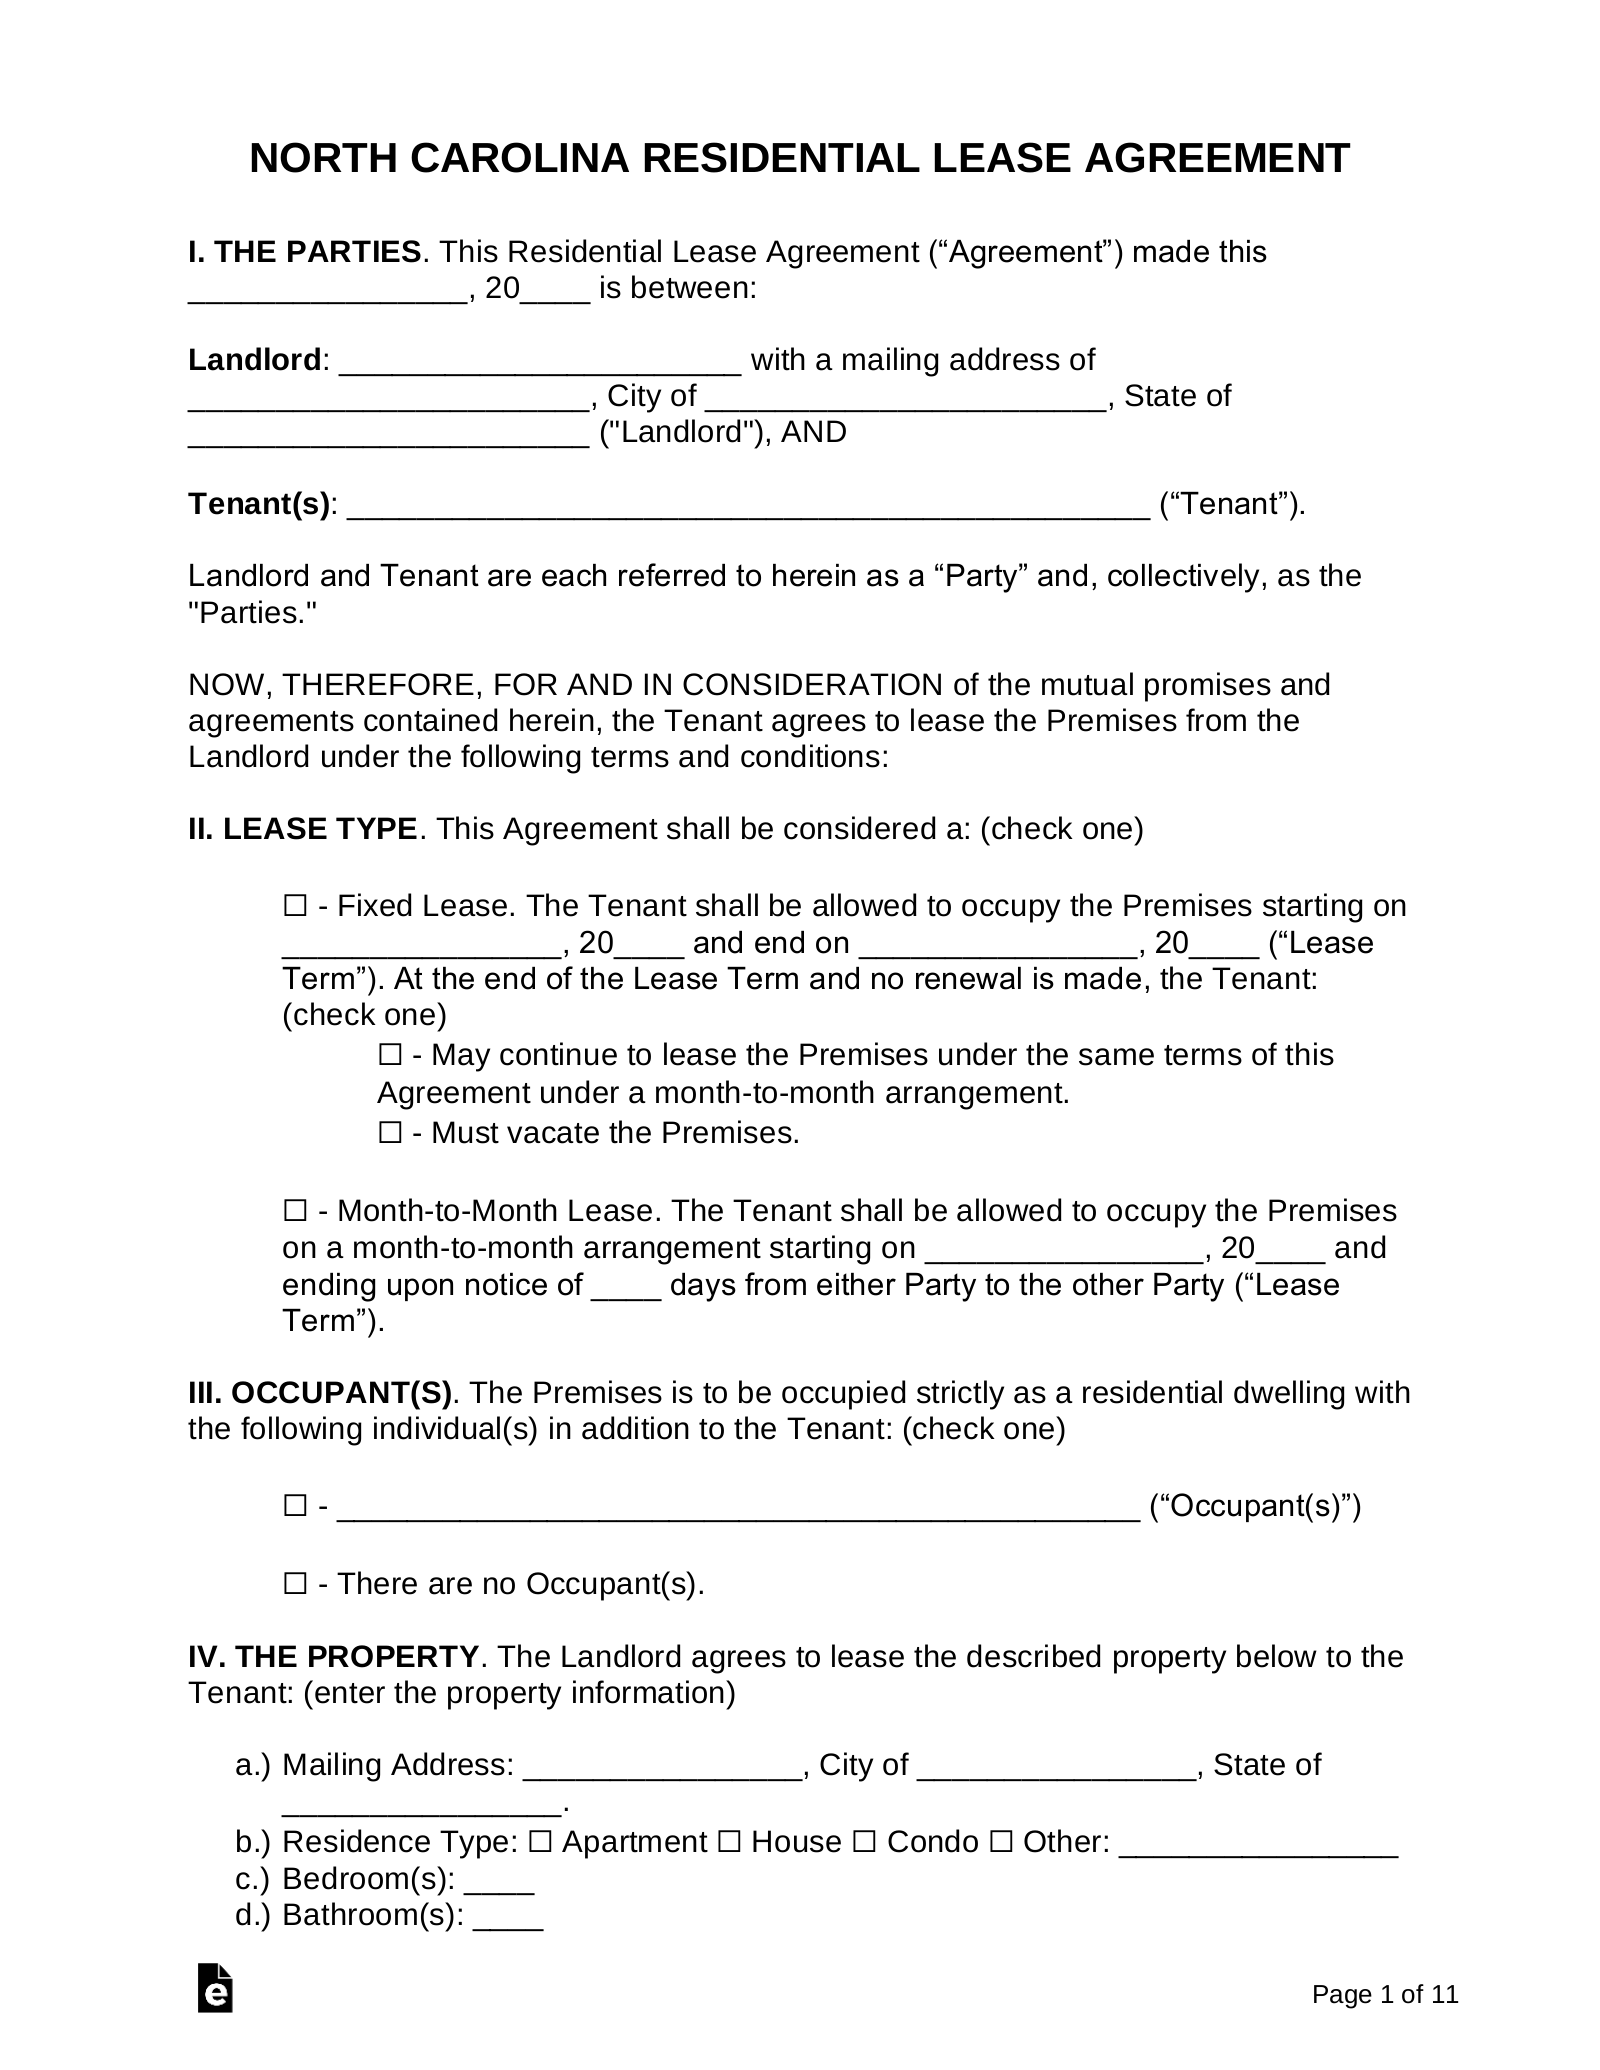 NORTH CAROLINA RESIDENTIAL LEASE AGREEMENT
I. THE PARTIES. This Residential Lease Agreement (“Agreement”) made this
________________, 20____ is between:
Landlord: _______________________ with a mailing address of
_______________________, City of _______________________, State of
_______________________ ("Landlord"), AND
Tenant(s): ______________________________________________ (“Tenant”).
Landlord and Tenant are each referred to herein as a “Party” and, collectively, as the
"Parties."
NOW, THEREFORE, FOR AND IN CONSIDERATION of the mutual promises and
agreements contained herein, the Tenant agrees to lease the Premises from the
Landlord under the following terms and conditions:
II. LEASE TYPE. This Agreement shall be considered a: (check one)
☐ - Fixed Lease. The Tenant shall be allowed to occupy the Premises starting on
________________, 20____ and end on ________________, 20____ (“Lease
Term”). At the end of the Lease Term and no renewal is made, the Tenant:
(check one)
☐ - May continue to lease the Premises under the same terms of this
Agreement under a month-to-month arrangement.
☐ - Must vacate the Premises.
☐ - Month-to-Month Lease. The Tenant shall be allowed to occupy the Premises
on a month-to-month arrangement starting on ________________, 20____ and
ending upon notice of ____ days from either Party to the other Party (“Lease
Term”).
III. OCCUPANT(S). The Premises is to be occupied strictly as a residential dwelling with
the following individual(s) in addition to the Tenant: (check one)
☐ - ______________________________________________ (“Occupant(s)”)
☐ - There are no Occupant(s).
IV. THE PROPERTY. The Landlord agrees to lease the described property below to the
Tenant: (enter the property information)
a.) Mailing Address: ________________, City of ________________, State of
________________.
b.) Residence Type: ☐ Apartment ☐ House ☐ Condo ☐ Other: ________________
c.) Bedroom(s): ____
d.) Bathroom(s): ____
e
Page 1 of 11